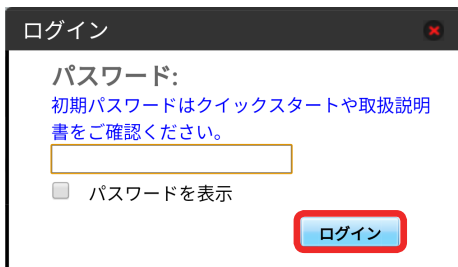 ログイン
パスワード:
初期パスワードはクイックスタートや取扱説明
書をご確認ください。
パスワードを表示
ログイン